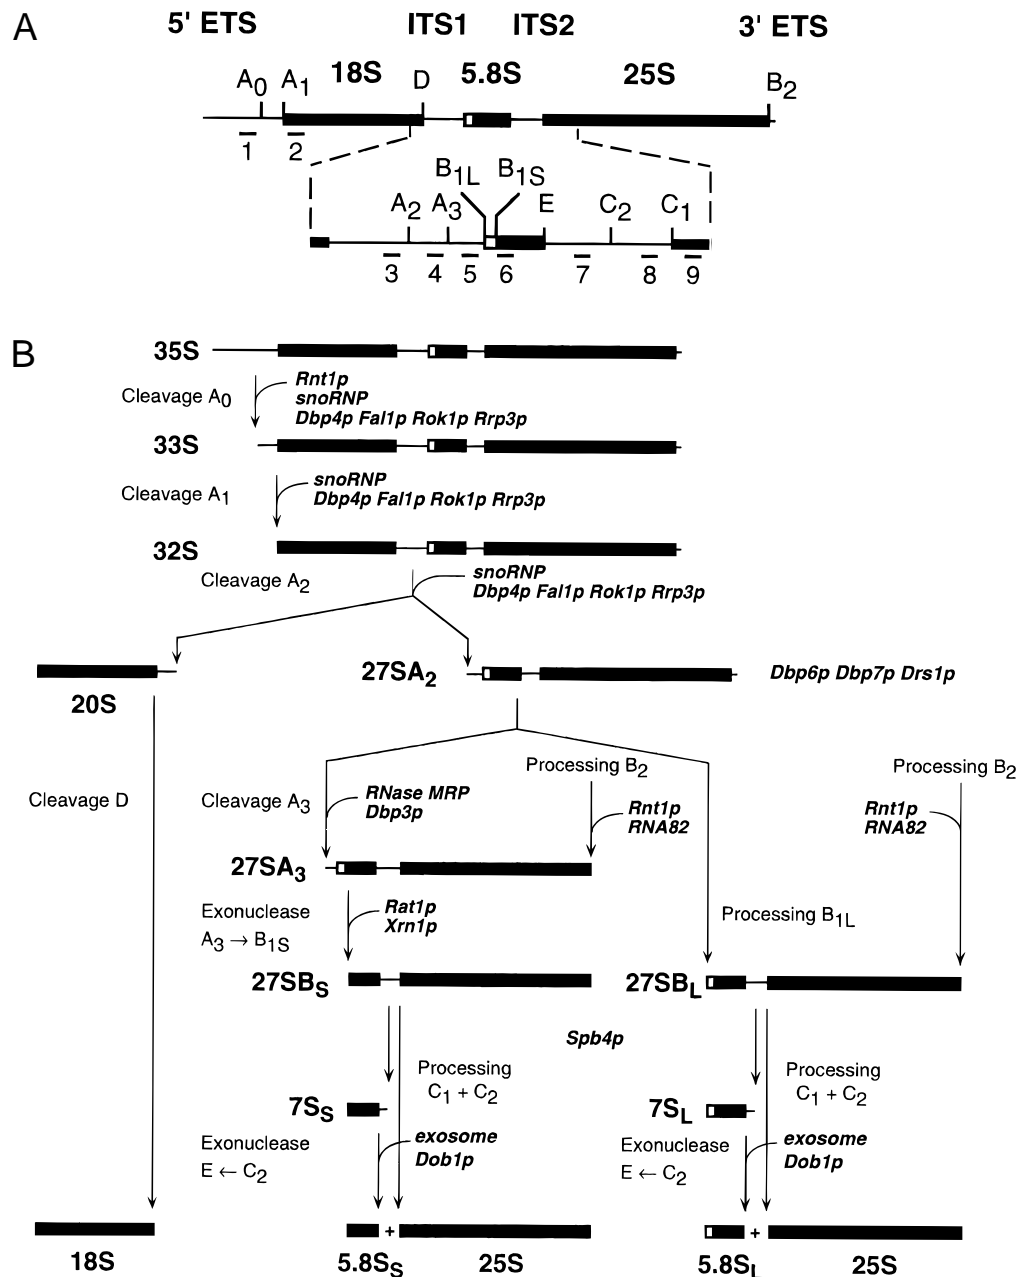 A
5' ETS ITS1 ITS2 3' ETS
18S 5.8S 25S
A0 A1 D B2
1 2
B1L B1S
A2 A3 E C2 C1
3 4 5 6 7 8 9
B
35S
Cleavage A0
Rnt1p
snoRNP
Dbp4p Fal1p Rok1p Rrp3p
33S
Cleavage A1
snoRNP
Dbp4p Fal1p Rok1p Rrp3p
32S
Cleavage A2
snoRNP
Dbp4p Fal1p Rok1p Rrp3p
20S
27SA2
Dbp6p Dbp7p Drs1p
Cleavage D
Cleavage A3
RNase MRP
Dbp3p
Processing B2
Rnt1p
RNA82
Processing B2
Rnt1p
RNA82
27SA3
Exonuclease
A3 → B1S
Rat1p
Xrn1p
Processing B1L
27SBS
27SBL
Spb4p
Processing
C1 + C2
Processing
C1 + C2
7SS
7SL
Exonuclease
E ← C2
exosome
Dob1p
Exonuclease
E ← C2
exosome
Dob1p
+ +
18S 5.8SS 25S 5.8SL 25S